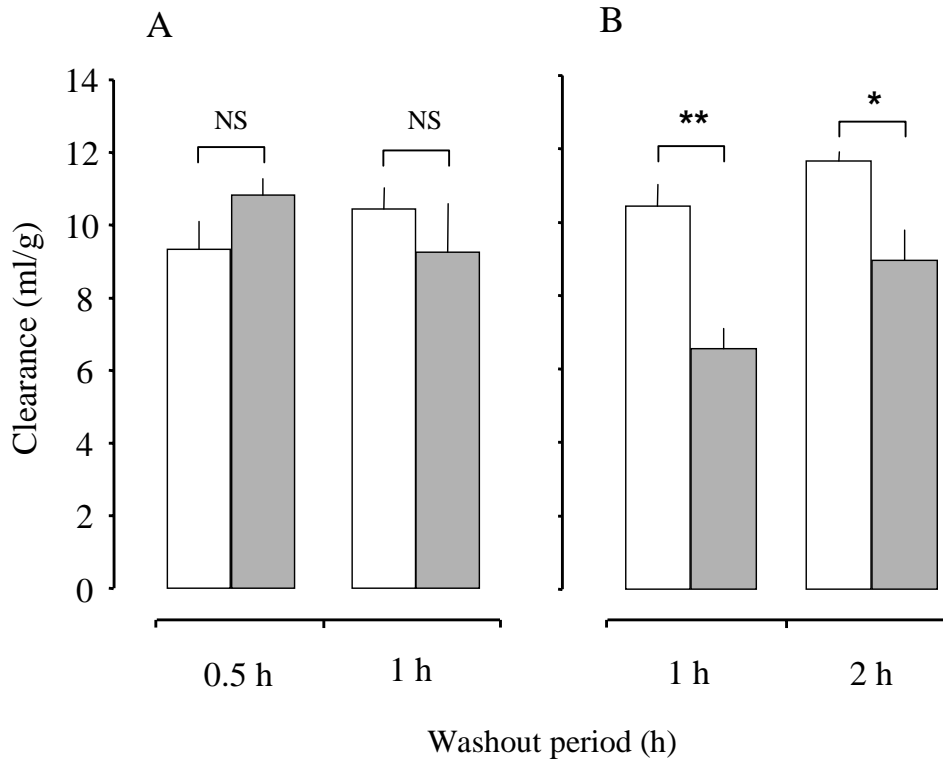 A
B
14
12
10
8
6
4
2
0
Clearance (ml/g)
NS
NS
**
*
0.5 h
1 h
1 h
2 h
Washout period (h)